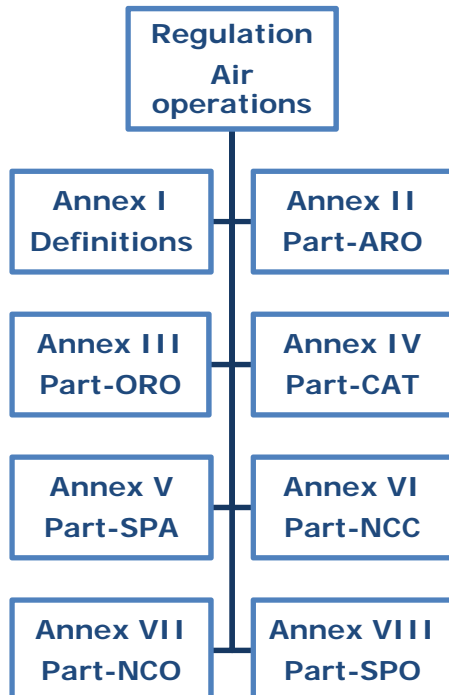 Regulation
Air
operations
Annex I
Definitions
Annex II
Part-ARO
Annex III
Part-ORO
Annex IV
Part-CAT
Annex V
Part-SPA
Annex VI
Part-NCC
Annex VII
Part-NCO
Annex VIII
Part-SPO